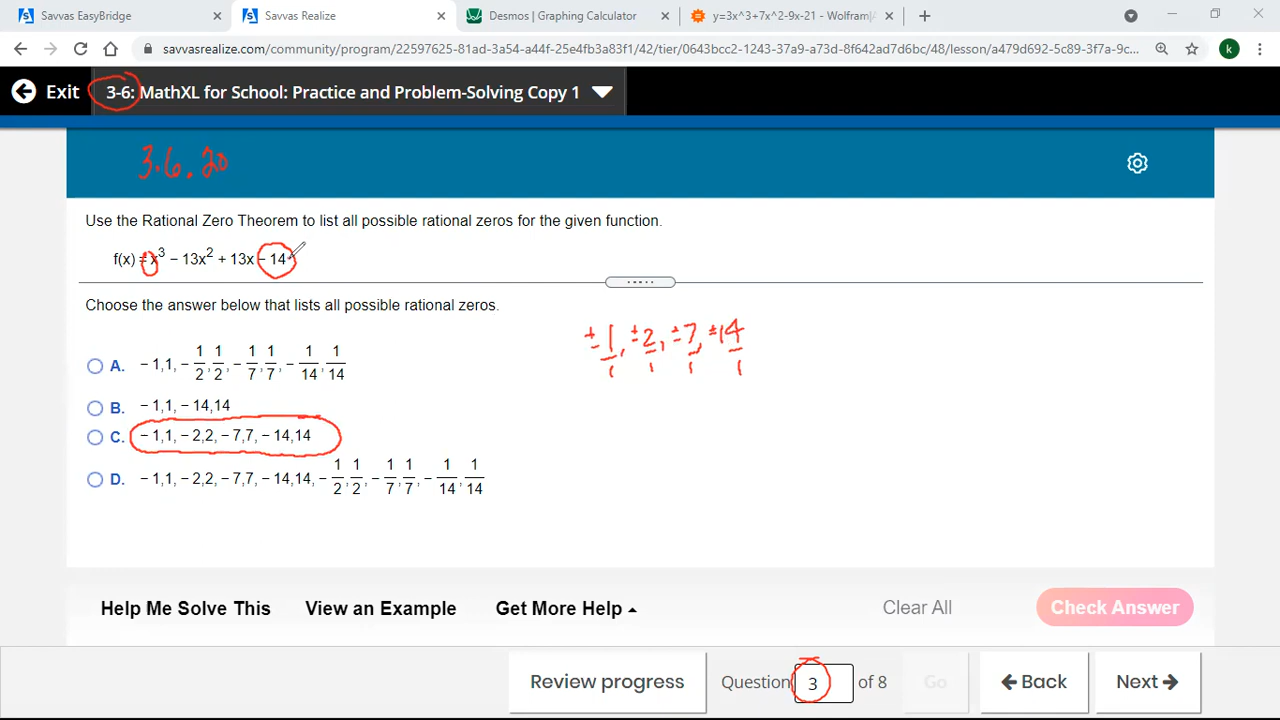 Savvas EasyBridge
Savvas Realize
Desmos | Graphing Calculator
y=3x^3+7x^2-9x-21 - Wolfram|A
savvasrealize.com/community/program/22597625-81ad-3a54-a44f-25e4fb3a83f1/42/tier/0643bcc2-1243-37a9-a73d-9f642ad7d6bc/48/lesson/a479d692-5c89-3f7a-9c...
k
Exit
3-6: MathXL for School: Practice and Problem-Solving Copy 1
3.6.20
Use the Rational Zero Theorem to list all possible rational zeros for the given function.
f(x) = x³ − 13x² + 13x − 14
Choose the answer below that lists all possible rational zeros.
±1/1, ±2/1, ±7/1, ±14/1
A. − 1,1, − 1/2, 1/2, − 1/7, 1/7, − 1/14, 1/14
B. − 1,1, − 14,14
C. − 1,1, − 2,2, − 7,7, − 14,14
D. − 1,1, − 2,2, − 7,7, − 14,14, − 1/2, 1/2, − 1/7, 1/7, − 1/14, 1/14
Help Me Solve This
View an Example
Get More Help
Clear All
Check Answer
Review progress
Question 3 of 8
Go
Back
Next